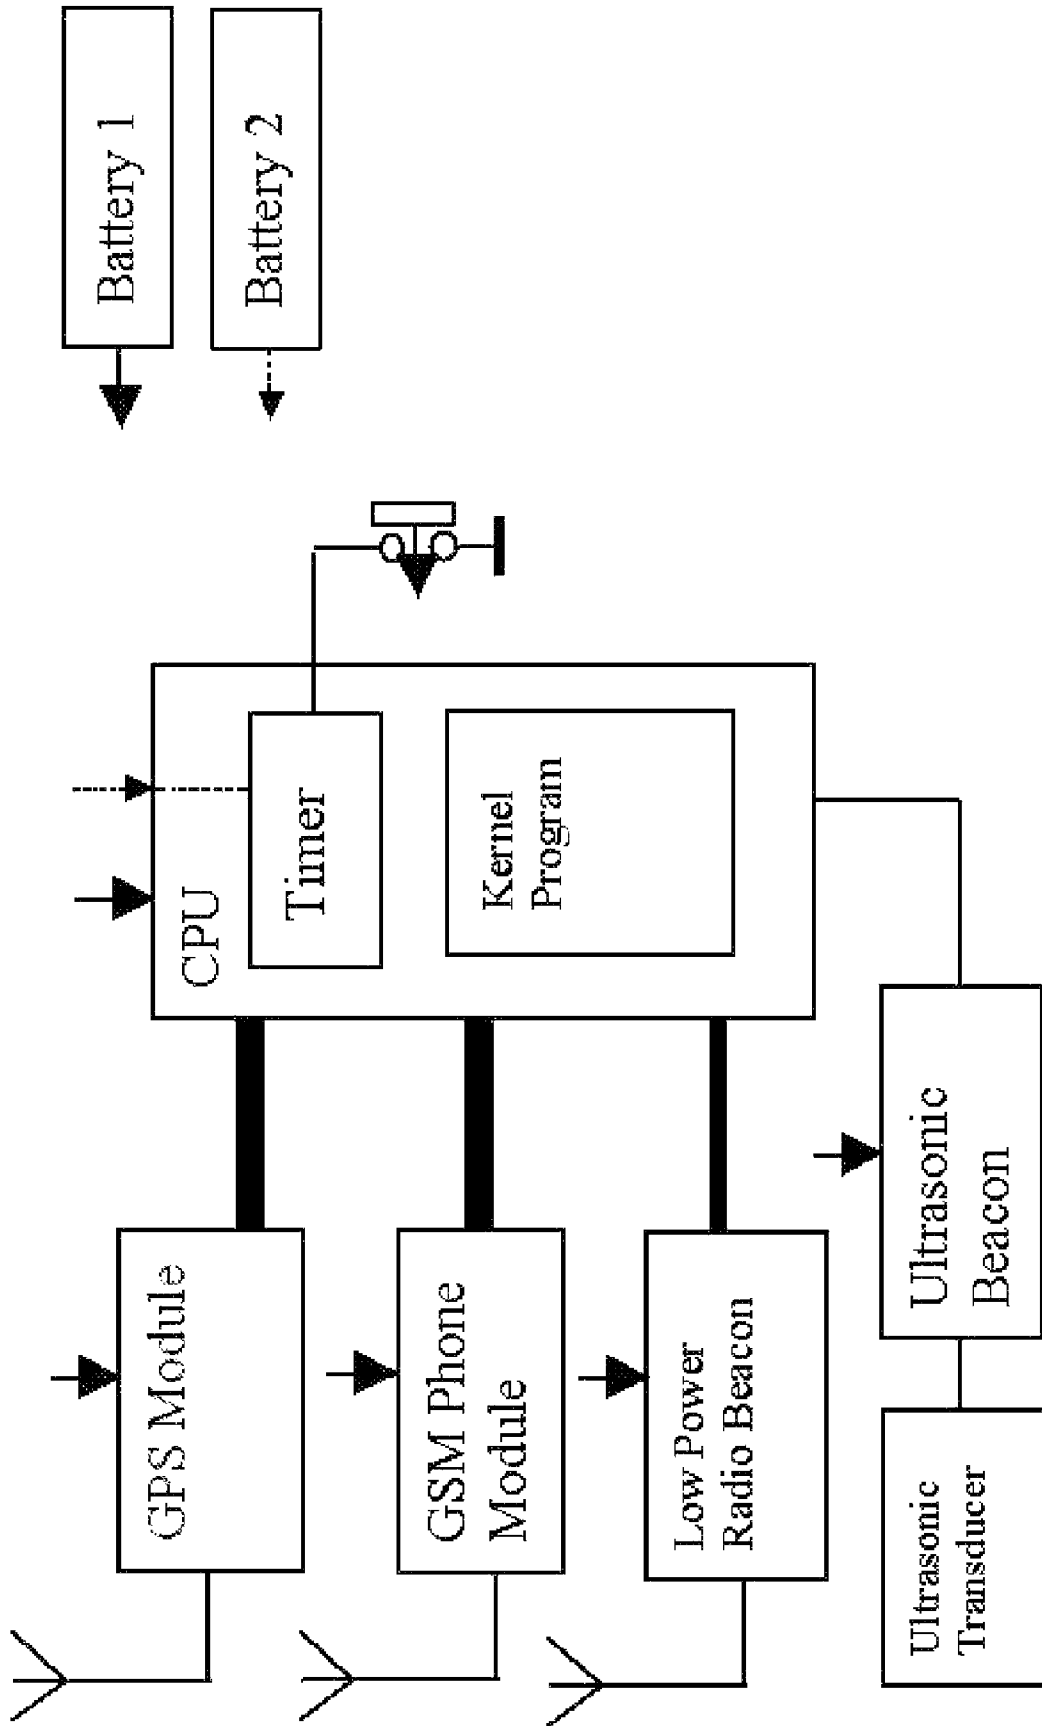 Battery 1
Battery 2
CPU
Timer
Kernel
Program
GPS Module
GSM Phone
Module
Low Power
Radio Beacon
Ultrasonic
Beacon
Ultrasonic
Transducer